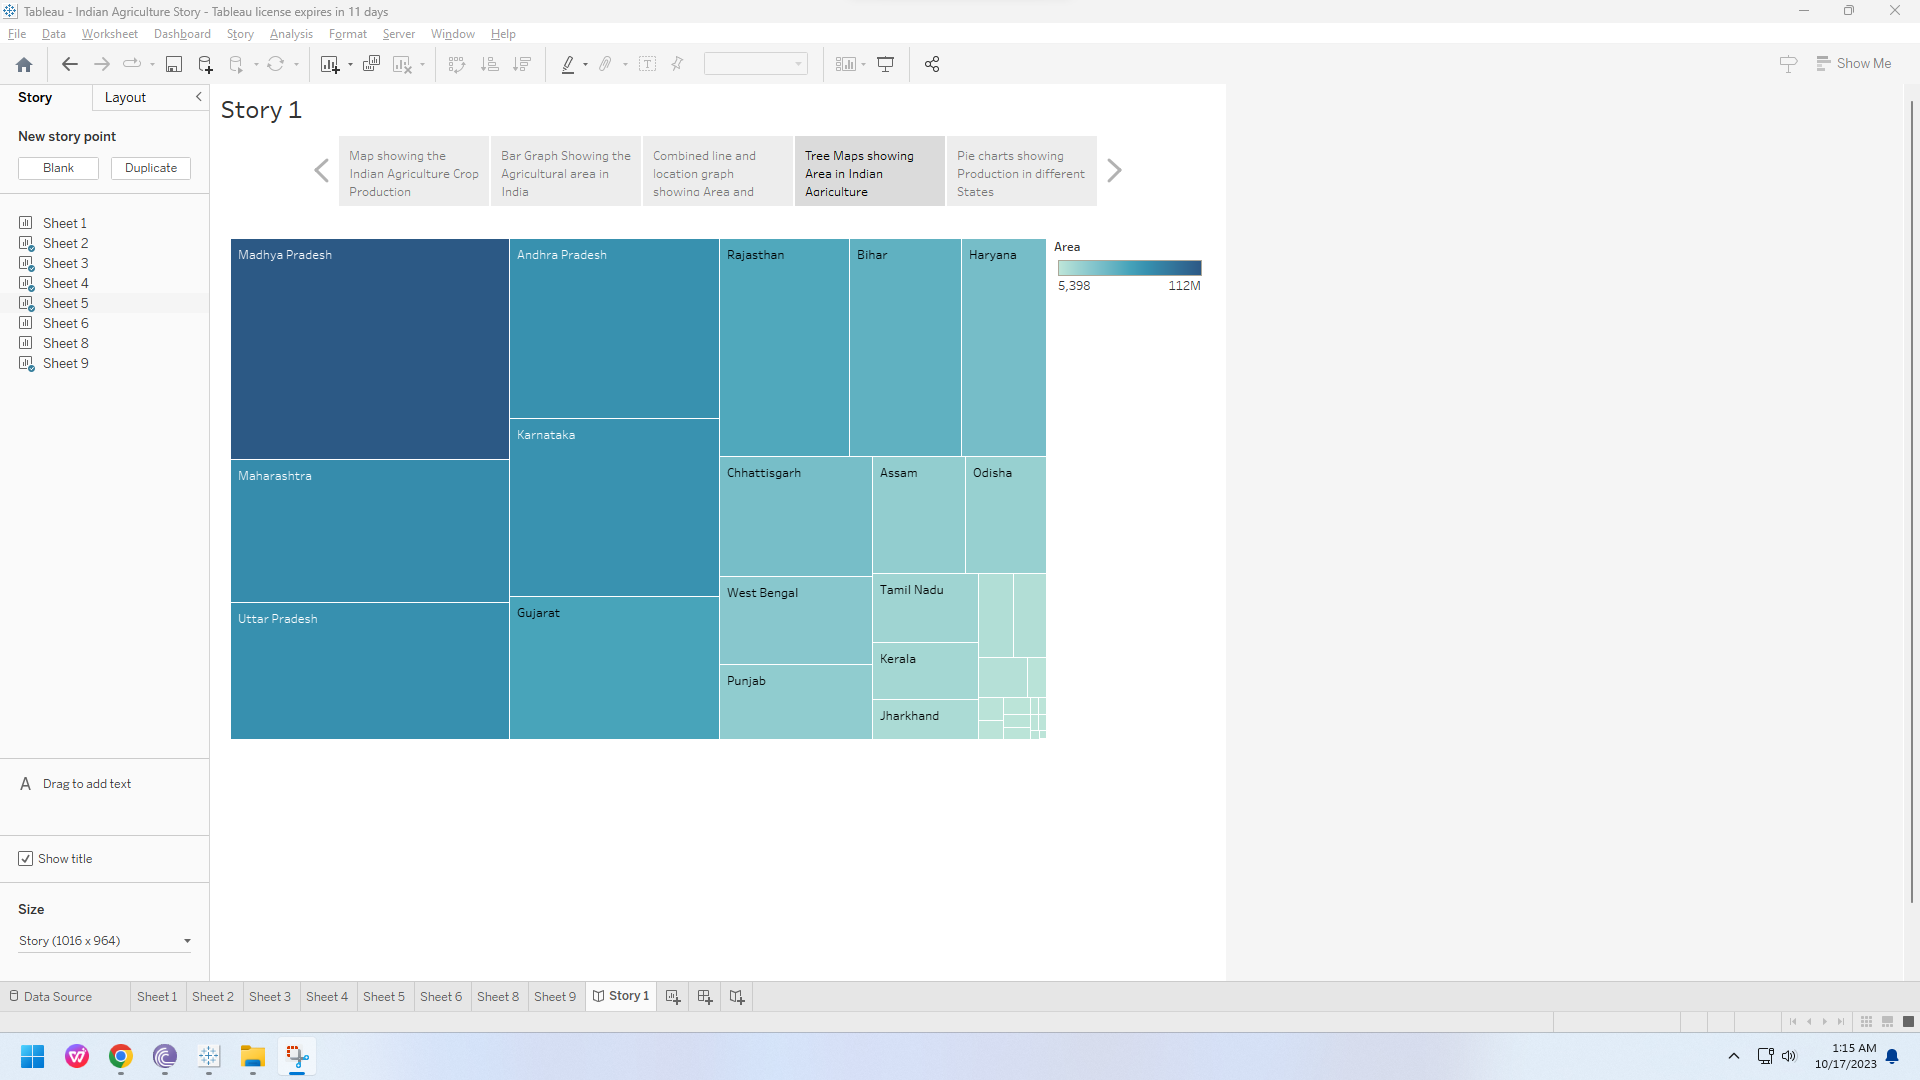 Tableau - Indian Agriculture Story - Tableau license expires in 11 days
File Data Worksheet Dashboard Story Analysis Format Server Window Help
Show Me
Story Layout
New story point
Blank Duplicate
Sheet 1
Sheet 2
Sheet 3
Sheet 4
Sheet 5
Sheet 6
Sheet 8
Sheet 9
A Drag to add text
Show title
Size
Story (1016 x 964)
Story 1
Map showing the
Indian Agriculture Crop
Production
Bar Graph Showing the
Agricultural area in
India
Combined line and
location graph
showing Area and
Tree Maps showing
Area in Indian
Agriculture
Pie charts showing
Production in different
States
Madhya Pradesh
Maharashtra
Uttar Pradesh
Andhra Pradesh
Karnataka
Gujarat
Rajasthan
Bihar
Haryana
Chhattisgarh
Assam
Odisha
West Bengal
Punjab
Tamil Nadu
Kerala
Jharkhand
Area
5,398 112M
Data Source Sheet 1 Sheet 2 Sheet 3 Sheet 4 Sheet 5 Sheet 6 Sheet 8 Sheet 9 Story 1
1:15 AM
10/17/2023